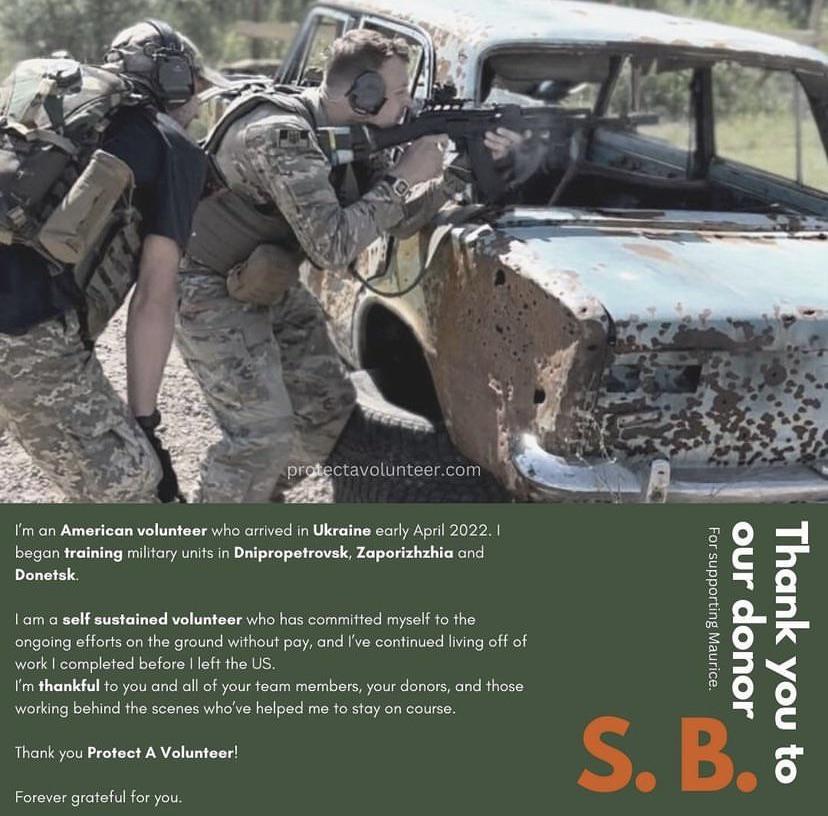 protectavolunteer.com
I'm an American volunteer who arrived in Ukraine early April 2022. I
began training military units in Dnipropetrovsk, Zaporizhzhia and
Donetsk.
I am a self sustained volunteer who has committed myself to the
ongoing efforts on the ground without pay, and I've continued living off of
work I completed before I left the US.
I'm thankful to you and all of your team members, your donors, and those
working behind the scenes who've helped me to stay on course.
Thank you Protect A Volunteer!
Forever grateful for you.
Thank you to
our donor
For supporting Maurice.
S. B.